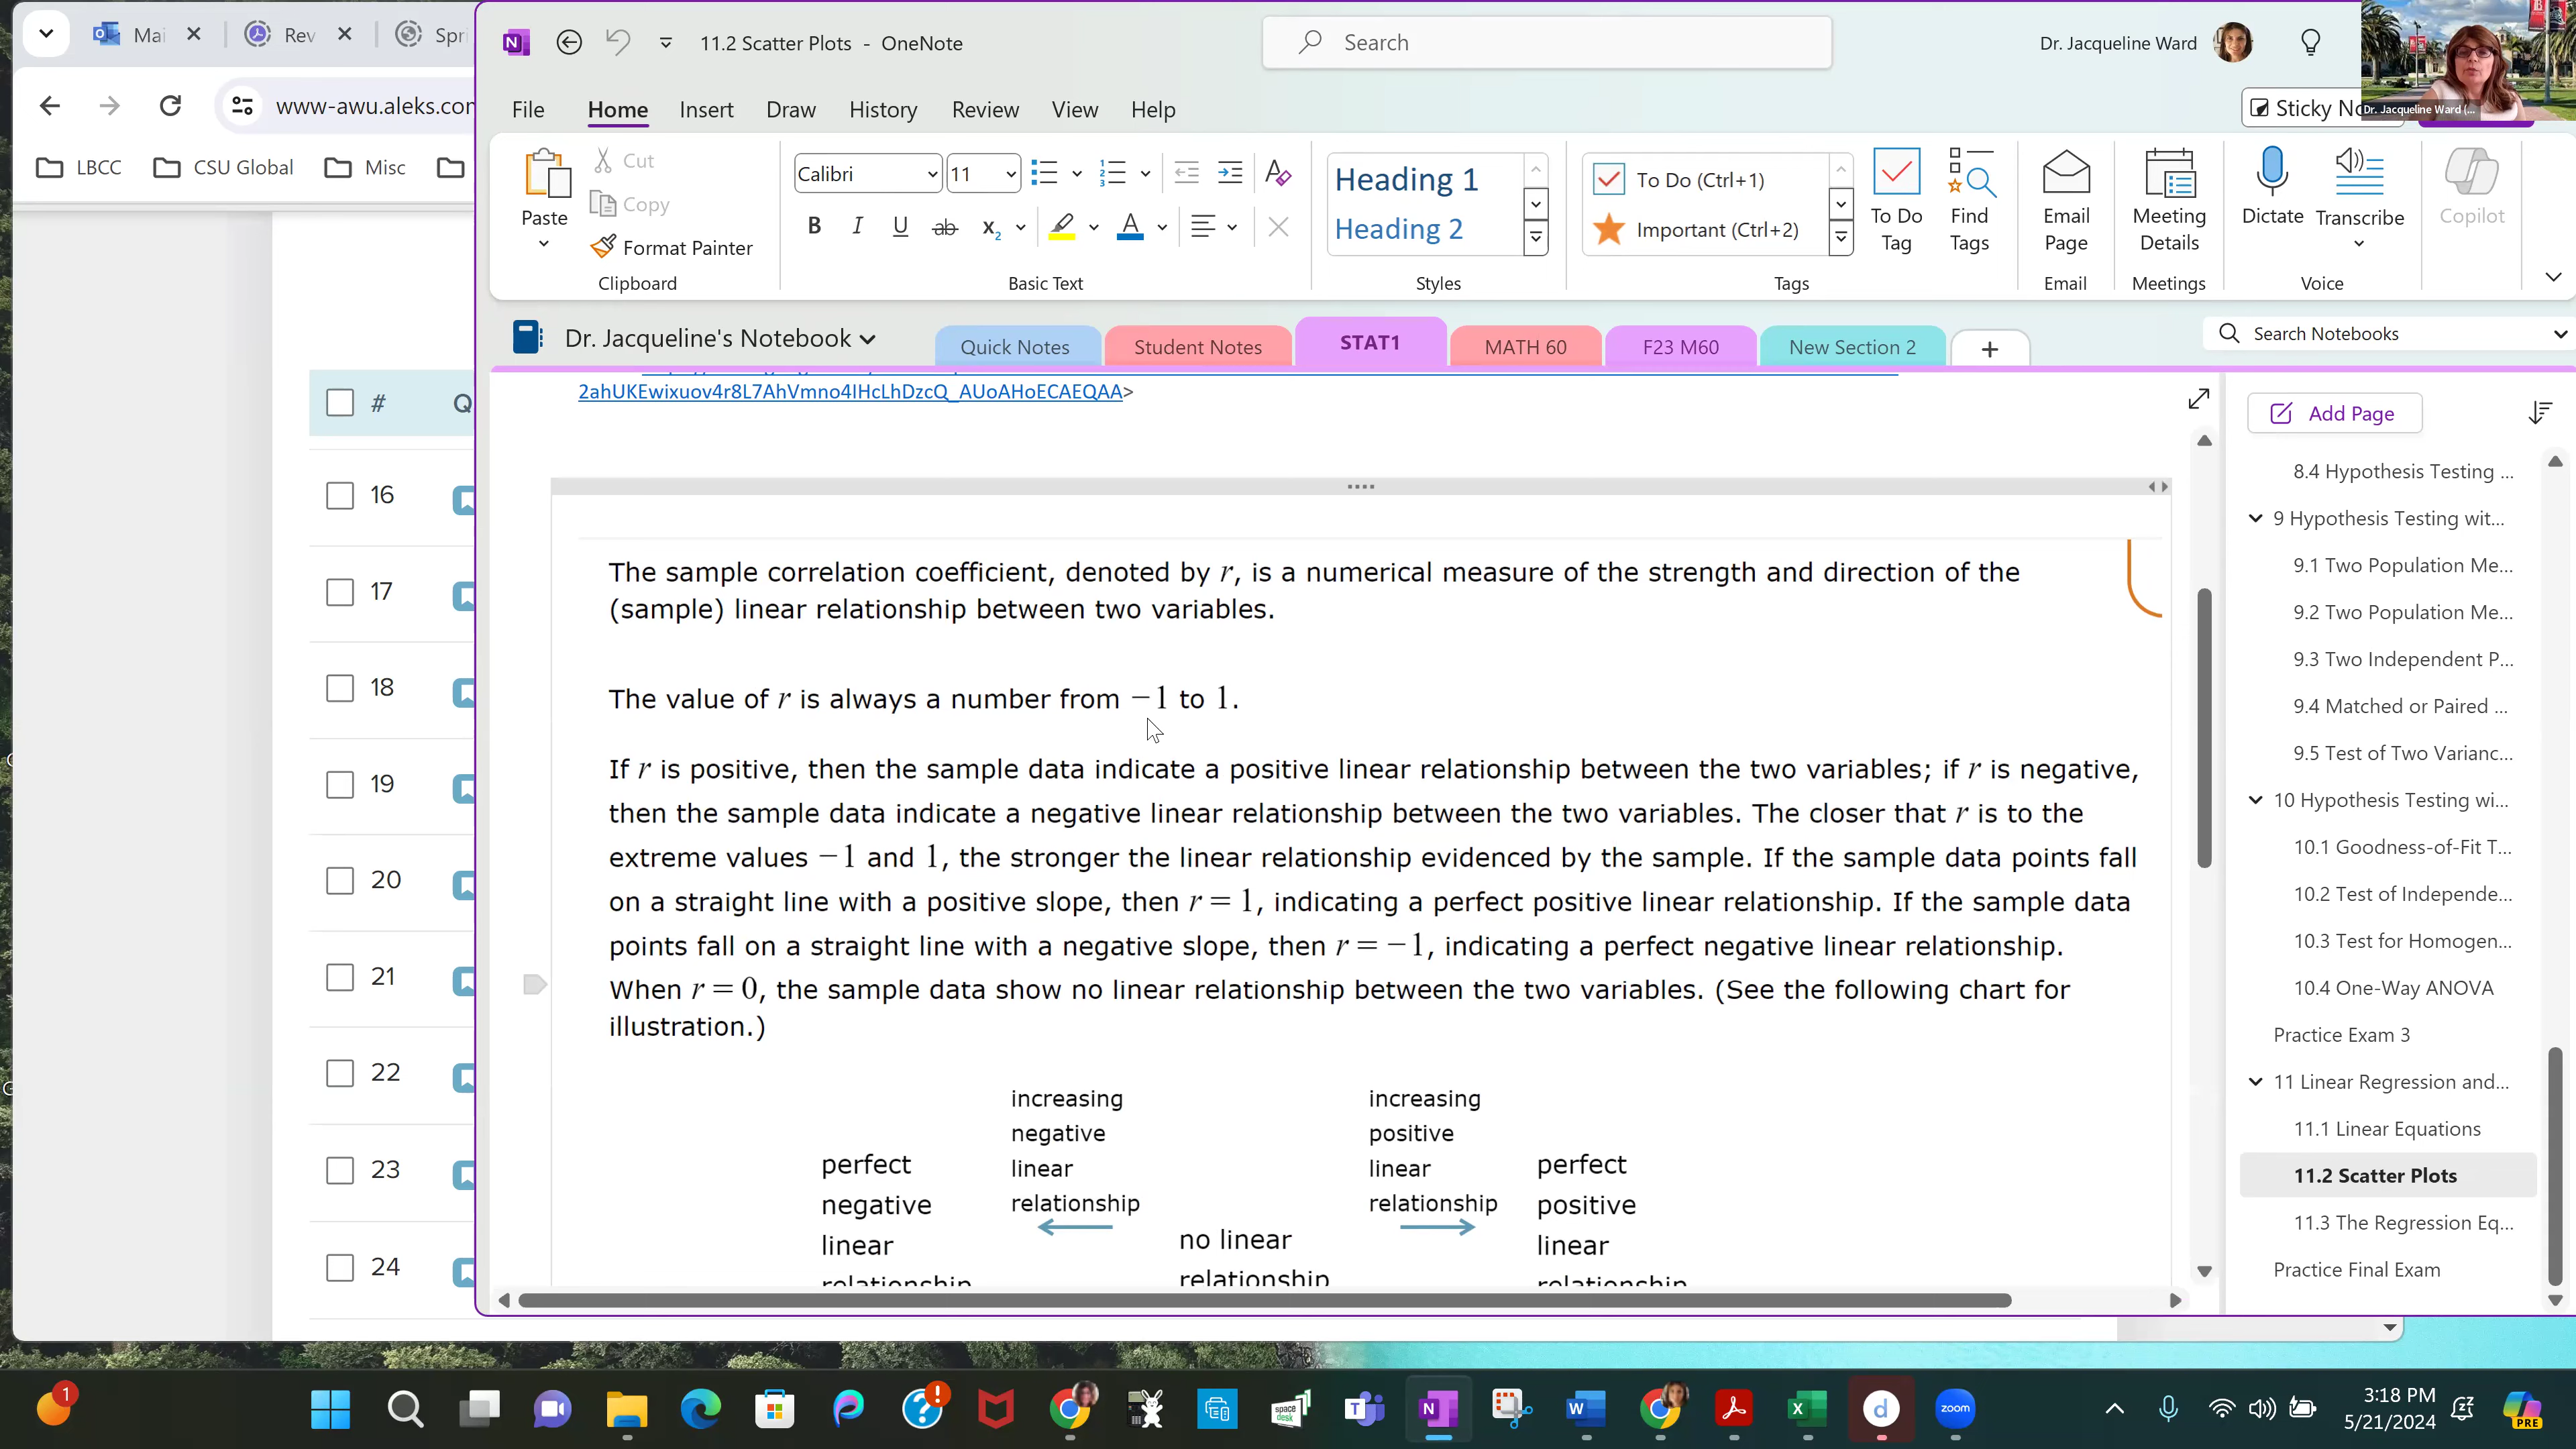 Mai
Rev
Spri
11.2 Scatter Plots - OneNote
Search
Dr. Jacqueline Ward
www-awu.aleks.com
File
Home
Insert
Draw
History
Review
View
Help
Sticky No
Dr. Jacqueline Ward (...
LBCC
CSU Global
Misc
Paste
Cut
Copy
Format Painter
Clipboard
Calibri
11
B I U ab x2 A
Basic Text
Heading 1
Heading 2
Styles
To Do (Ctrl+1)
Important (Ctrl+2)
Tags
To Do
Tag
Find
Tags
Email
Page
Email
Meeting
Details
Meetings
Dictate
Transcribe
Voice
Copilot
Dr. Jacqueline's Notebook
Quick Notes
Student Notes
STAT1
MATH 60
F23 M60
New Section 2
+
Search Notebooks
2ahUKEwixuov4r8L7AhVmno4IHcLhDzcQ_AUoAHoECAEQAA>
# Q
16
17
18
19
20
21
22
23
24
The sample correlation coefficient, denoted by r, is a numerical measure of the strength and direction of the
(sample) linear relationship between two variables.
The value of r is always a number from −1 to 1.
If r is positive, then the sample data indicate a positive linear relationship between the two variables; if r is negative,
then the sample data indicate a negative linear relationship between the two variables. The closer that r is to the
extreme values −1 and 1, the stronger the linear relationship evidenced by the sample. If the sample data points fall
on a straight line with a positive slope, then r = 1, indicating a perfect positive linear relationship. If the sample data
points fall on a straight line with a negative slope, then r = −1, indicating a perfect negative linear relationship.
When r = 0, the sample data show no linear relationship between the two variables. (See the following chart for
illustration.)
perfect
negative
linear
relationship
increasing
negative
linear
relationship
no linear
relationship
increasing
positive
linear
relationship
perfect
positive
linear
relationship
Add Page
8.4 Hypothesis Testing ...
9 Hypothesis Testing wit...
9.1 Two Population Me...
9.2 Two Population Me...
9.3 Two Independent P...
9.4 Matched or Paired ...
9.5 Test of Two Varianc...
10 Hypothesis Testing wi...
10.1 Goodness-of-Fit T...
10.2 Test of Independe...
10.3 Test for Homogen...
10.4 One-Way ANOVA
Practice Exam 3
11 Linear Regression and...
11.1 Linear Equations
11.2 Scatter Plots
11.3 The Regression Eq...
Practice Final Exam
1
space
desk
zoom
3:18 PM
5/21/2024
PRE